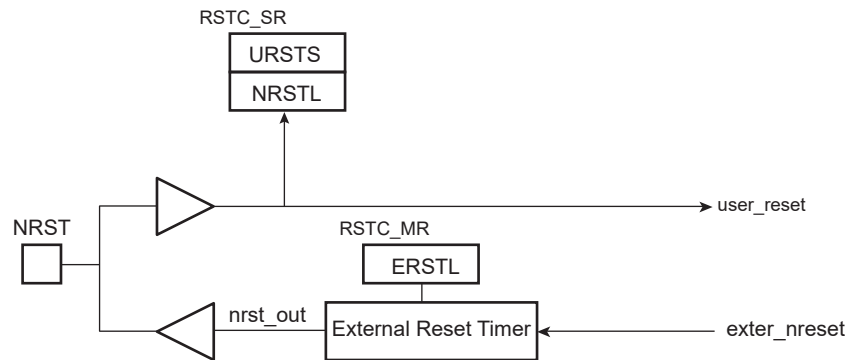 RSTC_SR
URSTS
NRSTL
user_reset
NRST
RSTC_MR
ERSTL
nrst_out
External Reset Timer
exter_nreset